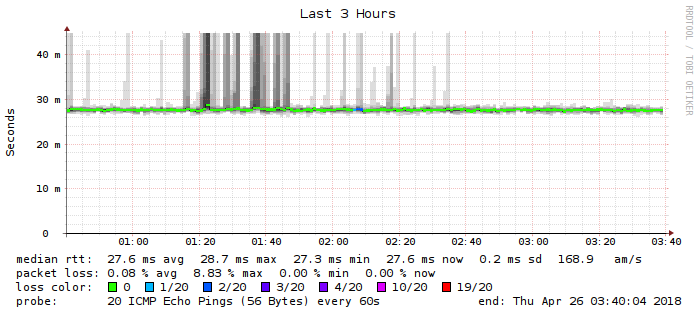 Last 3 Hours
RRDTOOL / TOBI OETIKER
Seconds
40 m
30 m
20 m
10 m
0
01:00 01:20 01:40 02:00 02:20 02:40 03:00 03:20 03:40
median rtt: 27.6 ms avg 28.7 ms max 27.3 ms min 27.6 ms now 0.2 ms sd 168.9 am/s
packet loss: 0.08 % avg 8.83 % max 0.00 % min 0.00 % now
loss color: 0 1/20 2/20 3/20 4/20 10/20 19/20
probe: 20 ICMP Echo Pings (56 Bytes) every 60s end: Thu Apr 26 03:40:04 2018